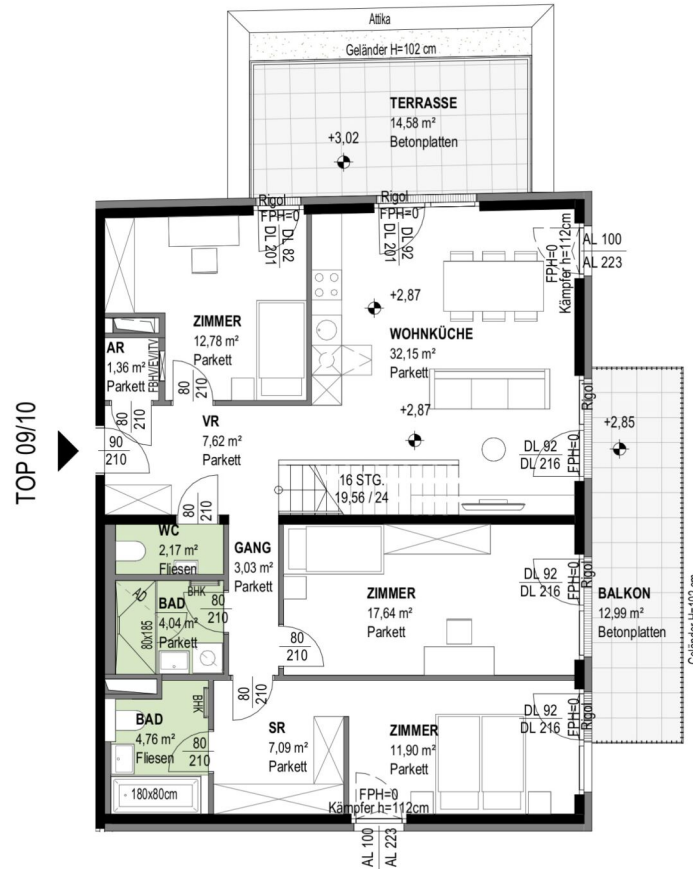 Attika
Geländer H=102 cm
TERRASSE
14,58 m²
Betonplatten
+3,02
Rigol
FPH=0
DL 82
DL 201
Rigol
FPH=0
DL 92
DL 201
FPH=0
Kämpfer h=112cm
AL 100
AL 223
ZIMMER
12,78 m²
Parkett
+2,87
WOHNKÜCHE
32,15 m²
Parkett
AR
1,36 m²
Parkett
FBHV/EV/ITV
80
210
80
210
TOP 09/10
90
210
VR
7,62 m²
Parkett
+2,87
DL 92
DL 216
FPH=0
Rigol
+2,85
16 STG.
19,56 / 24
80
210
WC
2,17 m²
Fliesen
GANG
3,03 m²
Parkett
BHK
AD
80x185
BAD
4,04 m²
Parkett
80
210
ZIMMER
17,64 m²
Parkett
DL 92
DL 216
FPH=0
Rigol
BALKON
12,99 m²
Betonplatten
Geländer H=102 cm
80
210
80
210
BHK
BAD
4,76 m²
Fliesen
80
210
180x80cm
SR
7,09 m²
Parkett
ZIMMER
11,90 m²
Parkett
DL 92
DL 216
FPH=0
Rigol
FPH=0
Kämpfer h=112cm
AL 100
AL 223